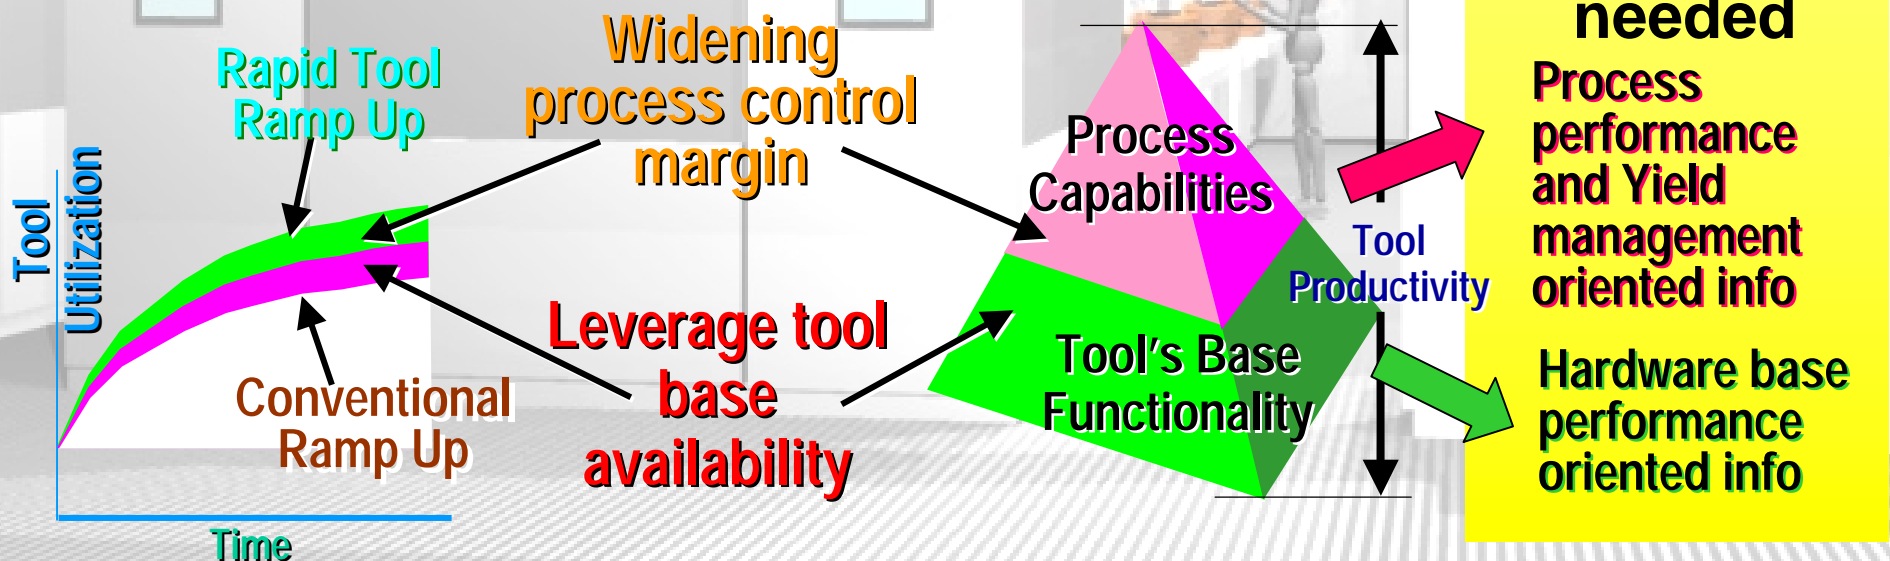 Rapid Tool
Ramp Up
Tool
Utilization
Conventional
Ramp Up
Time
Widening
process control
margin
Leverage tool
base
availability
Process
Capabilities
Tool's Base
Functionality
Tool
Productivity
needed
Process
performance
and Yield
management
oriented info
Hardware base
performance
oriented info